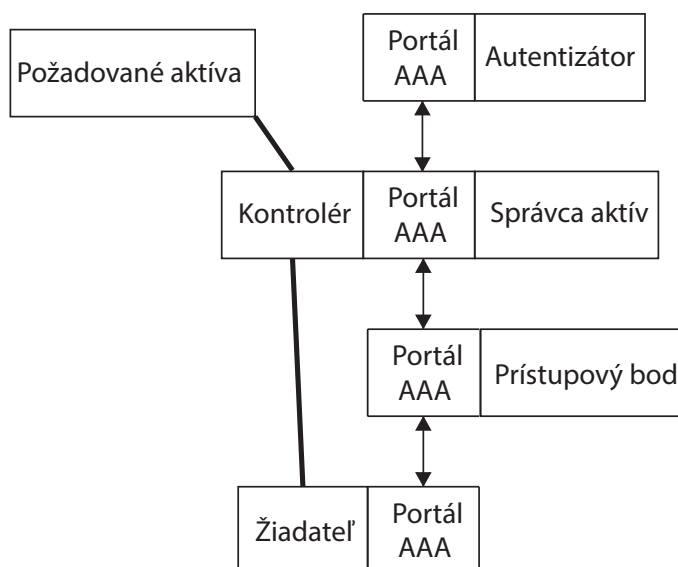 Požadované aktíva
Portál
AAA
Autentizátor
Kontrolér
Portál
AAA
Správca aktív
Portál
AAA
Prístupový bod
Žiadateľ
Portál
AAA